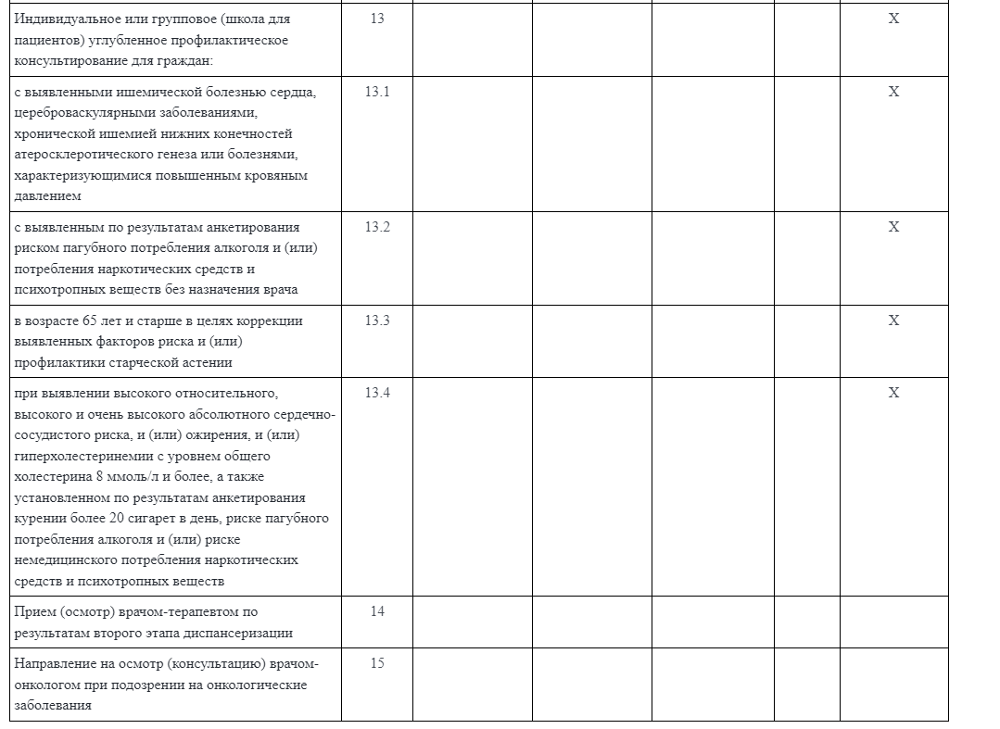 Индивидуальное или групповое (школа для 13 X
пациентов) углубленное профилактическое
консультирование для граждан:
с выявленными ишемической болезнью сердца, 13.1 X
цереброваскулярными заболеваниями,
хронической ишемией нижних конечностей
атеросклеротического генеза или болезнями,
характеризующимися повышенным кровяным
давлением
с выявленным по результатам анкетирования 13.2 X
риском пагубного потребления алкоголя и (или)
потребления наркотических средств и
психотропных веществ без назначения врача
в возрасте 65 лет и старше в целях коррекции 13.3 X
выявленных факторов риска и (или)
профилактики старческой астении
при выявлении высокого относительного, 13.4 X
высокого и очень высокого абсолютного сердечно-
сосудистого риска, и (или) ожирения, и (или)
гиперхолестеринемии с уровнем общего
холестерина 8 ммоль/л и более, а также
установленном по результатам анкетирования
курении более 20 сигарет в день, риске пагубного
потребления алкоголя и (или) риске
немедицинского потребления наркотических
средств и психотропных веществ
Прием (осмотр) врачом-терапевтом по 14
результатам второго этапа диспансеризации
Направление на осмотр (консультацию) врачом- 15
онкологом при подозрении на онкологические
заболевания